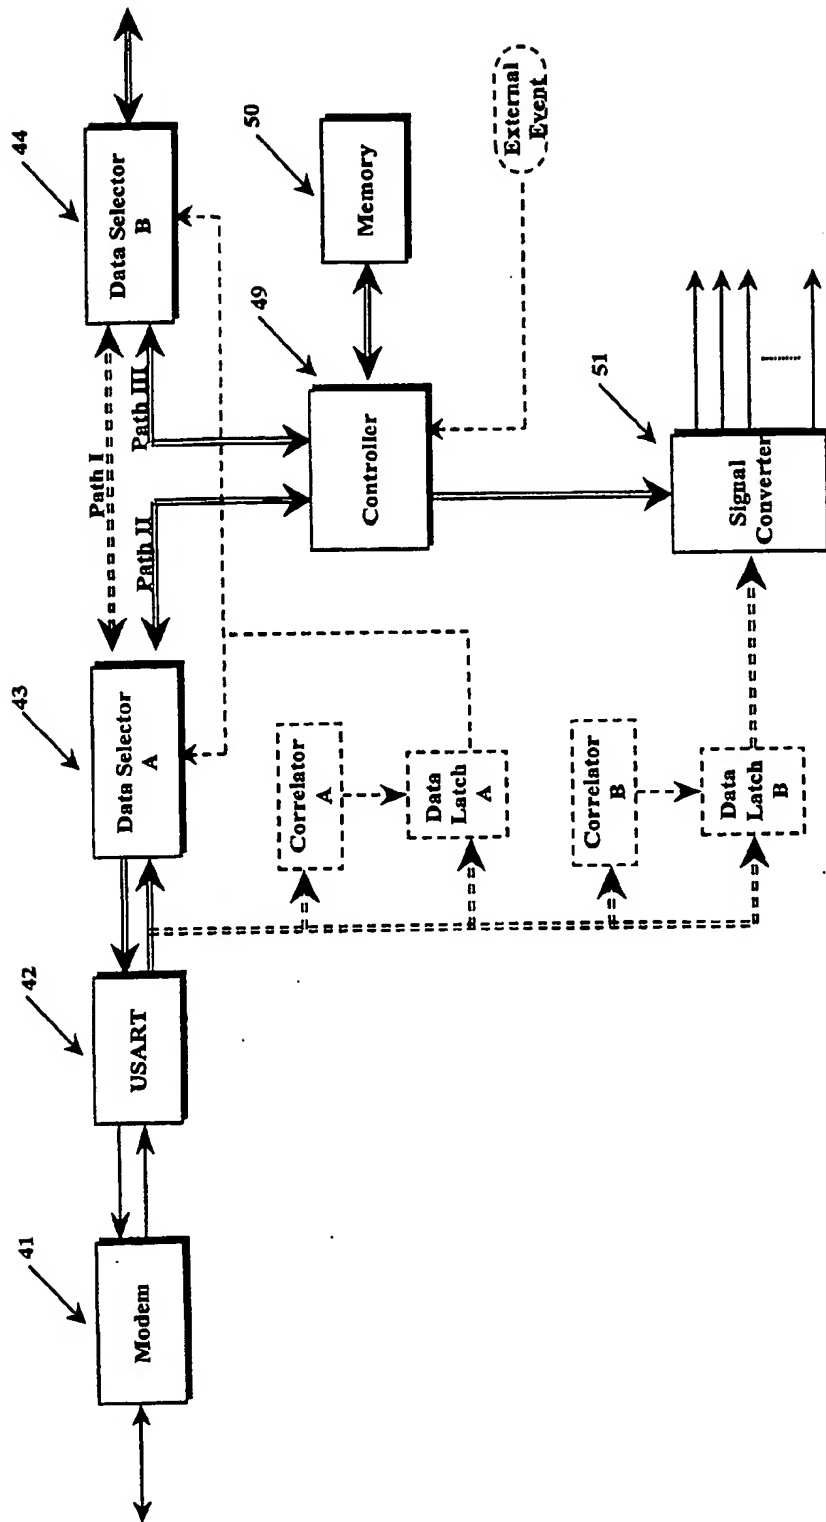 41
Modem
42
USART
43
Data Selector
A
Path I
Path II
Path III
44
Data Selector
B
Correlator
A
Data
Latch
A
49
Controller
50
Memory
External
Event
Correlator
B
Data
Latch
B
51
Signal
Converter